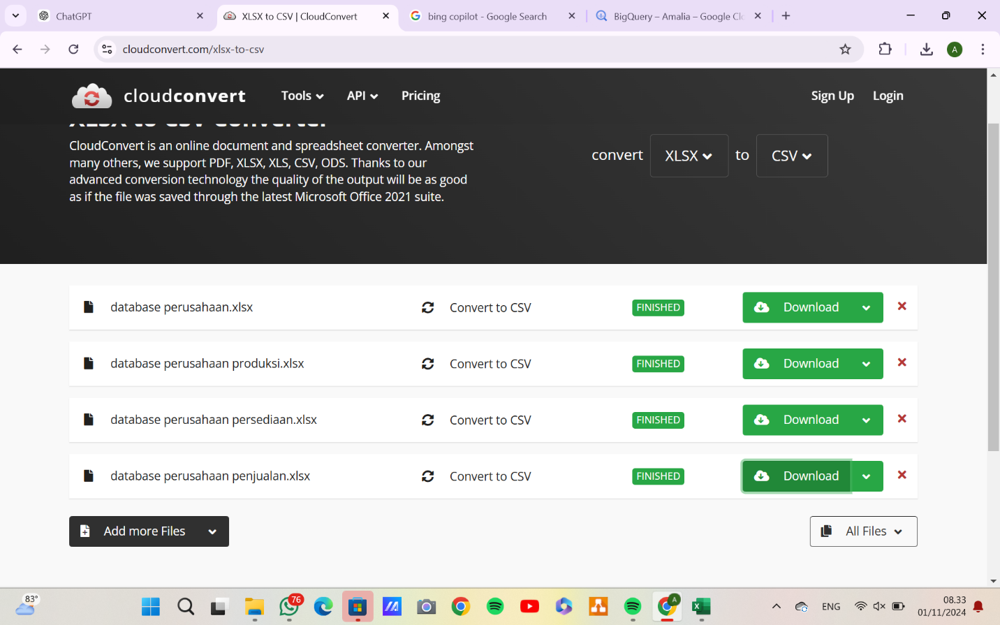 ChatGPT
XLSX to CSV | CloudConvert
bing copilot - Google Search
BigQuery – Amalia – Google Clo
cloudconvert.com/xlsx-to-csv
A
cloudconvert
Tools
API
Pricing
Sign Up
Login
XLSX to CSV Converter
CloudConvert is an online document and spreadsheet converter. Amongst
many others, we support PDF, XLSX, XLS, CSV, ODS. Thanks to our
advanced conversion technology the quality of the output will be as good
as if the file was saved through the latest Microsoft Office 2021 suite.
convert XLSX to CSV
database perusahaan.xlsx Convert to CSV FINISHED Download
database perusahaan produksi.xlsx Convert to CSV FINISHED Download
database perusahaan persediaan.xlsx Convert to CSV FINISHED Download
database perusahaan penjualan.xlsx Convert to CSV FINISHED Download
Add more Files
All Files
83°
76
A
ENG
08.33
01/11/2024